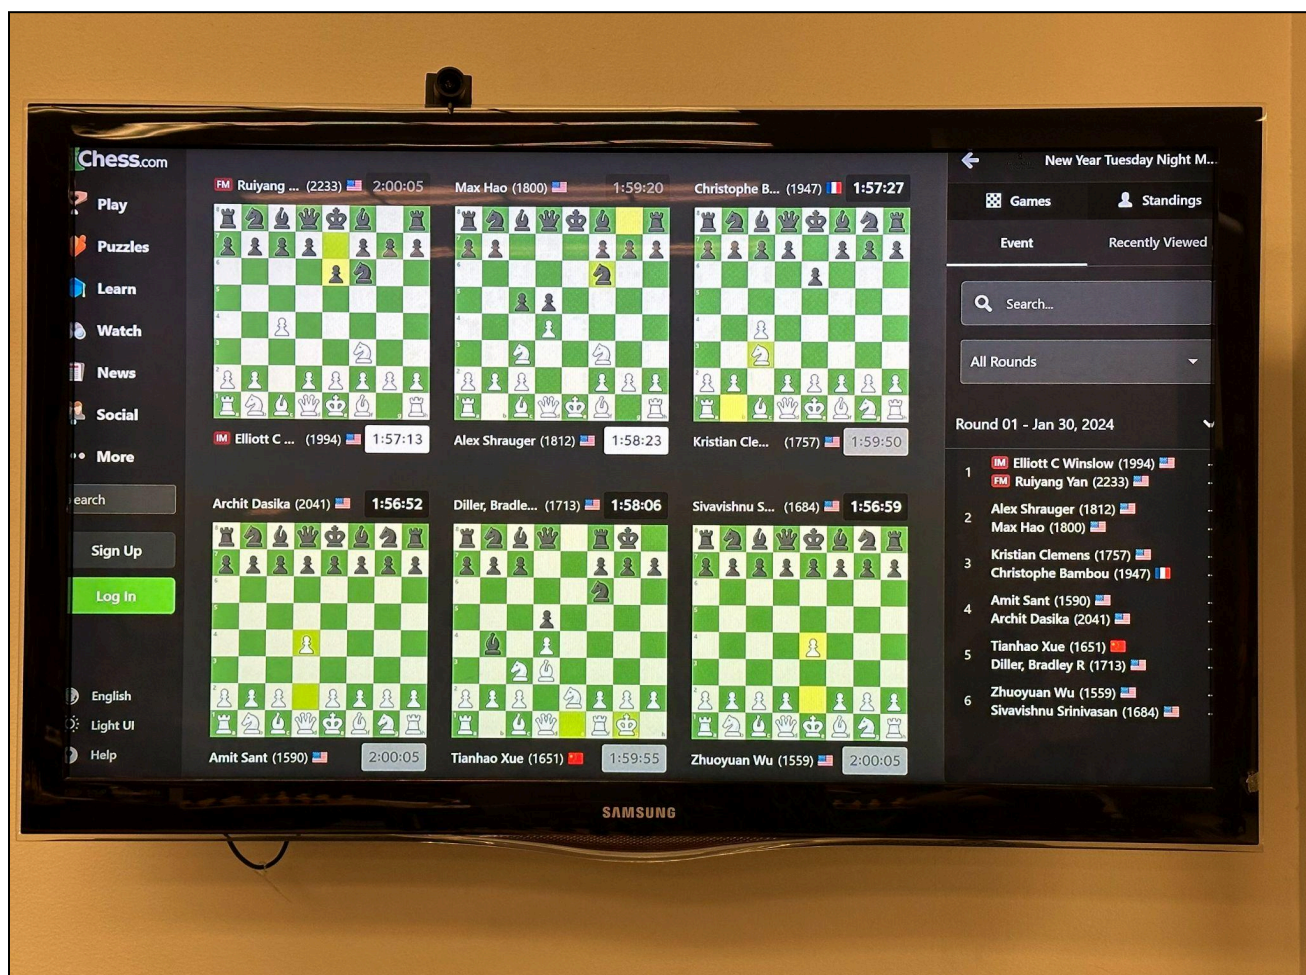 Chess.com
Play
Puzzles
Learn
Watch
News
Social
More
earch
Sign Up
Log In
English
Light UI
Help
FM Ruiyang ... (2233) 2:00:05
IM Elliott C ... (1994) 1:57:13
Max Hao (1800) 1:59:20
Alex Shrauger (1812) 1:58:23
Christophe B... (1947) 1:57:27
Kristian Cle... (1757) 1:59:50
Archit Dasika (2041) 1:56:52
Amit Sant (1590) 2:00:05
Diller, Bradle... (1713) 1:58:06
Tianhao Xue (1651) 1:59:55
Sivavishnu S... (1684) 1:56:59
Zhuoyuan Wu (1559) 2:00:05
New Year Tuesday Night M...
Games Standings
Event Recently Viewed
Search...
All Rounds
Round 01 - Jan 30, 2024
1 IM Elliott C Winslow (1994)
FM Ruiyang Yan (2233)
2 Alex Shrauger (1812)
Max Hao (1800)
3 Kristian Clemens (1757)
Christophe Bambou (1947)
4 Amit Sant (1590)
Archit Dasika (2041)
5 Tianhao Xue (1651)
Diller, Bradley R (1713)
6 Zhuoyuan Wu (1559)
Sivavishnu Srinivasan (1684)
SAMSUNG